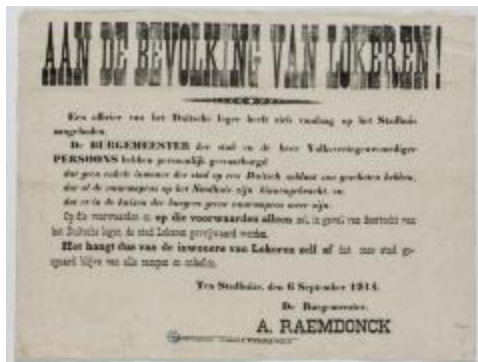 AAN DE BEVOLKING VAN LOKEREN!
Een officier van het Duitsche leger heeft zich vandaag op het Stadhuis
aangeboden.
De BURGEMEESTER der stad en de heer Volksvertegenwoordiger
PERSOONS hebben persoonlijk gewaarborgd:
dat geen enkele inwoner der stad op een Duitsch soldaat zou geschoten hebben,
dat al de vuurwapens op het Stadhuis zijn binnengebracht, en
dat er in de huizen der burgers geene vuurwapens meer zijn.
Op die voorwaarden en op die voorwaarden alleen zal, in geval van doortocht van
het Duitsche leger, de stad Lokeren gevrijwaard worden.
Het hangt dus van de inwoners van Lokeren zelf af dat onze stad ge-
spaard blijve van alle rampen en onheilen.
Ten Stadhuize, den 6 September 1914.
De Burgemeester,
A. RAEMDONCK